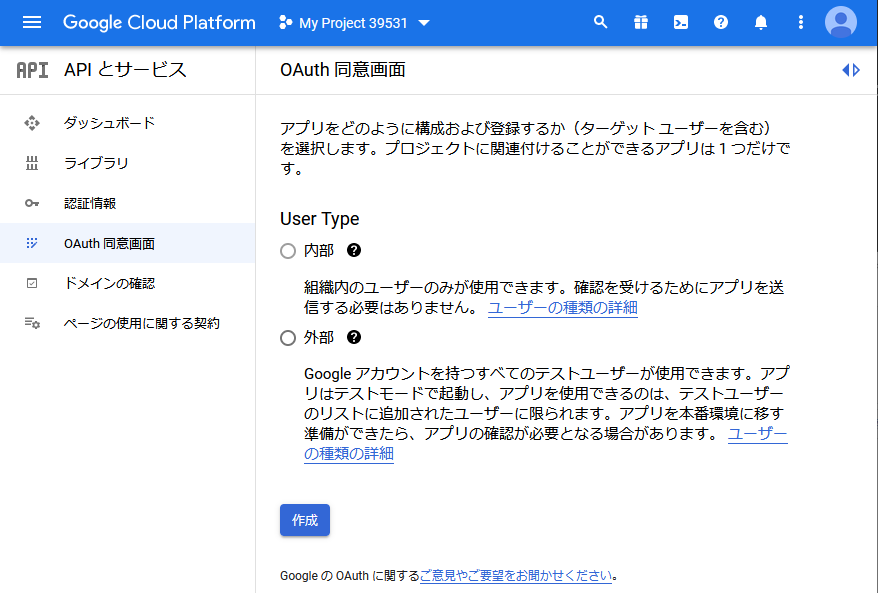 Google Cloud Platform
My Project 39531
API
API とサービス
OAuth 同意画面
ダッシュボード
ライブラリ
認証情報
OAuth 同意画面
ドメインの確認
ページの使用に関する契約
アプリをどのように構成および登録するか（ターゲット ユーザーを含む）
を選択します。プロジェクトに関連付けることができるアプリは 1 つだけで
す。
User Type
内部
組織内のユーザーのみが使用できます。確認を受けるためにアプリを送
信する必要はありません。 ユーザーの種類の詳細
外部
Google アカウントを持つすべてのテストユーザーが使用できます。アプ
リはテストモードで起動し、アプリを使用できるのは、テストユーザー
のリストに追加されたユーザーに限られます。アプリを本番環境に移す
準備ができたら、アプリの確認が必要となる場合があります。 ユーザー
の種類の詳細
作成
Google の OAuth に関するご意見やご要望をお聞かせください。